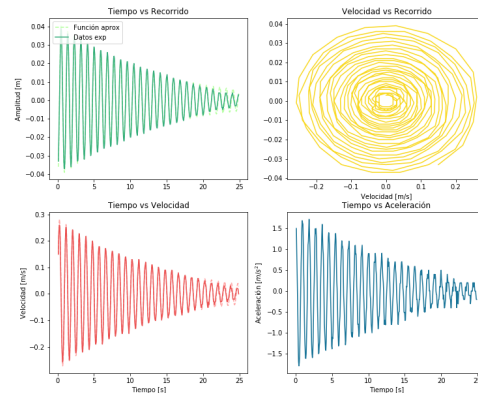 Tiempo vs Recorrido
Amplitud [m]
0.04
0.03
0.02
0.01
0.00
−0.01
−0.02
−0.03
−0.04
Función aprox
Datos exp
0 5 10 15 20 25
Velocidad vs Recorrido
0.04
0.03
0.02
0.01
0.00
−0.01
−0.02
−0.03
−0.04
−0.2 −0.1 0.0 0.1 0.2
Velocidad [m/s]
Tiempo vs Velocidad
Velocidad [m/s]
0.3
0.2
0.1
0.0
−0.1
−0.2
0 5 10 15 20 25
Tiempo [s]
Tiempo vs Aceleración
Aceleración [m/s²]
1.5
1.0
0.5
0.0
−0.5
−1.0
−1.5
0 5 10 15 20 25
Tiempo [s]